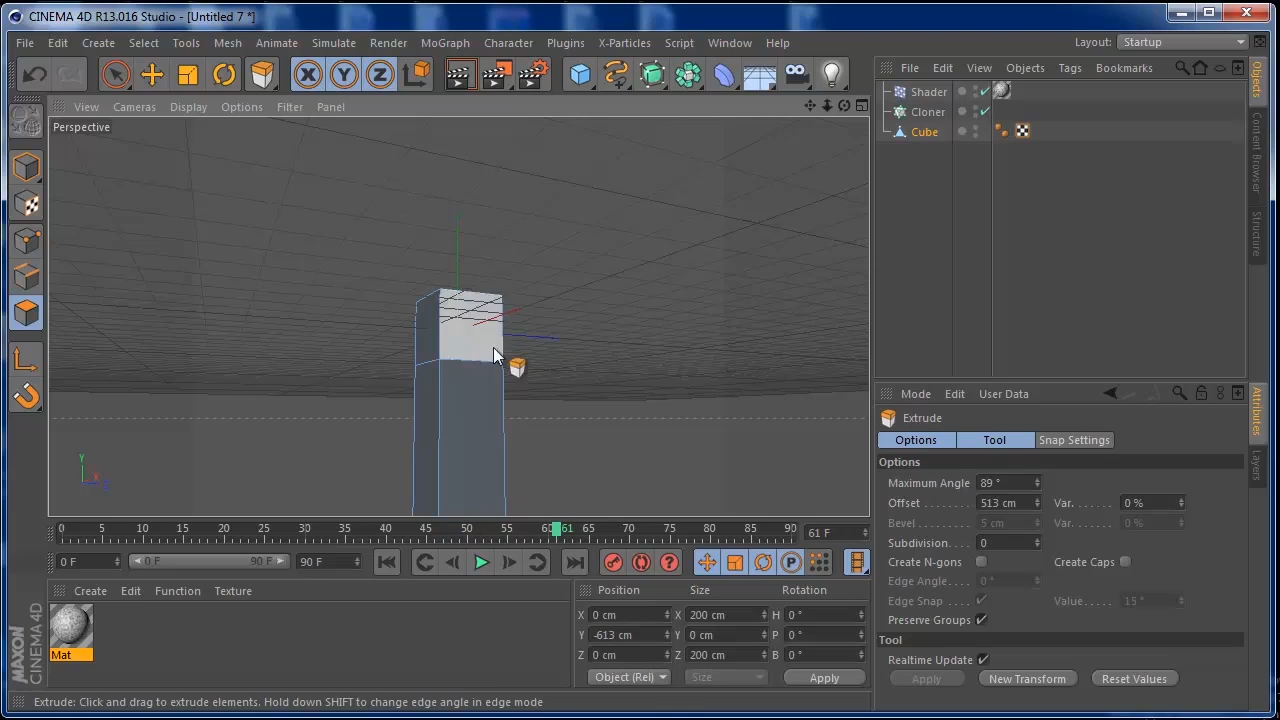 CINEMA 4D R13.016 Studio - [Untitled 7 *]
File Edit Create Select Tools Mesh Animate Simulate Render MoGraph Character Plugins X-Particles Script Window Help
Layout: Startup
X Y Z
File Edit View Objects Tags Bookmarks
Objects
Content Browser
Structure
View Cameras Display Options Filter Panel
Perspective
Shader
Cloner
Cube
Y
X
Z
Mode Edit User Data
Attributes
Layers
Extrude
Options Tool Snap Settings
Options
Maximum Angle 89 °
Offset 513 cm Var. 0 %
Bevel 5 cm Var. 0 %
Subdivision 0
Create N-gons Create Caps
Edge Angle 0 °
Edge Snap Value 15 °
Preserve Groups
Tool
Realtime Update
Apply New Transform Reset Values
0 5 10 15 20 25 30 35 40 45 50 55 60 61 65 70 75 80 85 90
61 F
0 F 0 F 90 F 90 F
? P
Create Edit Function Texture
Mat
MAXON
CINEMA 4D
Position Size Rotation
X 0 cm X 200 cm H 0 °
Y -613 cm Y 0 cm P 0 °
Z 0 cm Z 200 cm B 0 °
Object (Rel) Size Apply
Extrude: Click and drag to extrude elements. Hold down SHIFT to change edge angle in edge mode